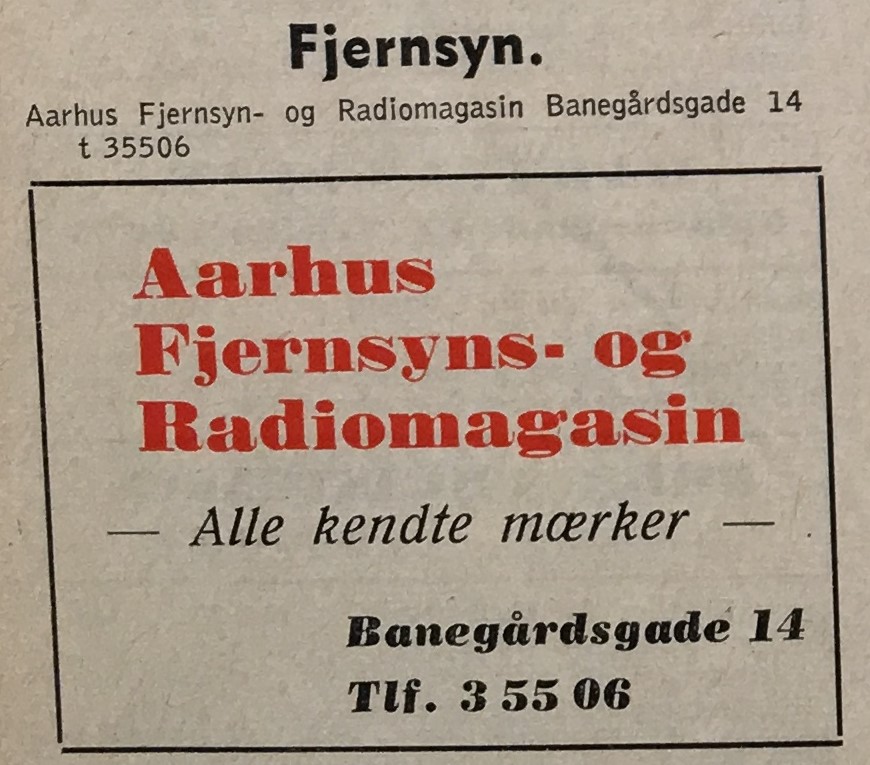 Fjernsyn.
Aarhus Fjernsyn- og Radiomagasin Banegårdsgade 14
t 35506
Aarhus
Fjernsyns- og
Radiomagasin
— Alle kendte mærker —
Banegårdsgade 14
Tlf. 3 55 06